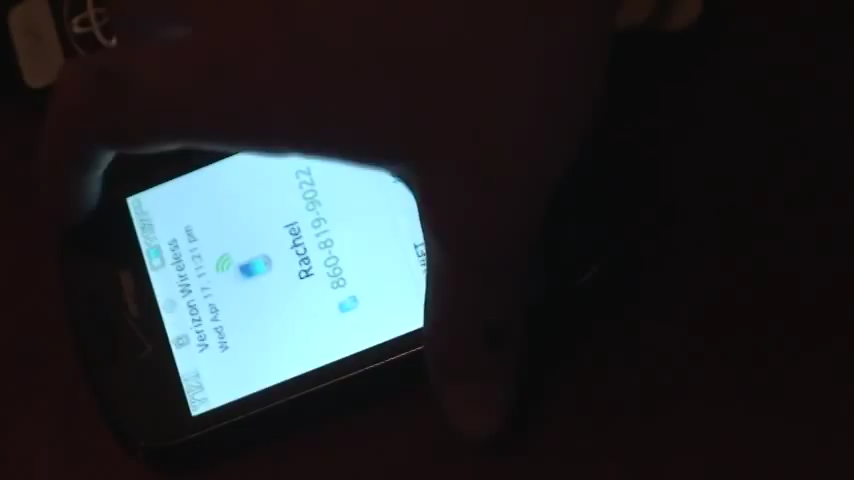 Verizon Wireless
Wed Apr 17, 11:21 pm
Rachel
860-819-9022